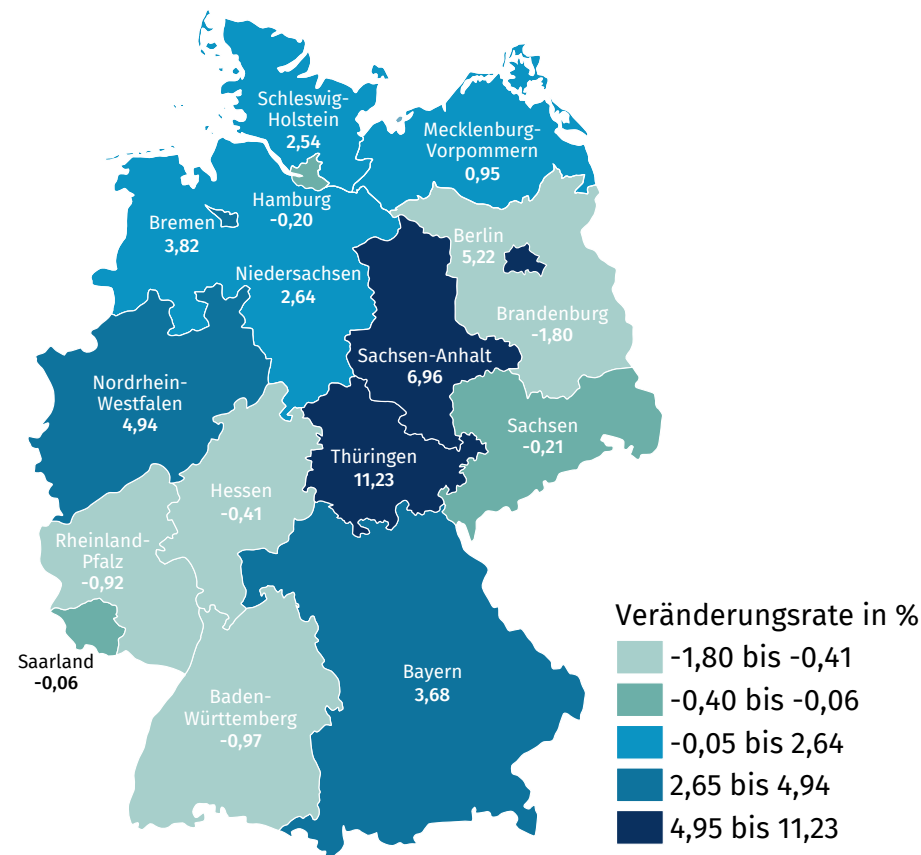 Schleswig-
Holstein
2,54
Mecklenburg-
Vorpommern
0,95
Hamburg
-0,20
Bremen
3,82
Berlin
5,22
Niedersachsen
2,64
Brandenburg
-1,80
Sachsen-Anhalt
6,96
Nordrhein-
Westfalen
4,94
Sachsen
-0,21
Thüringen
11,23
Hessen
-0,41
Rheinland-
Pfalz
-0,92
Saarland
-0,06
Bayern
3,68
Baden-
Württemberg
-0,97
Veränderungsrate in %
-1,80 bis -0,41
-0,40 bis -0,06
-0,05 bis 2,64
2,65 bis 4,94
4,95 bis 11,23